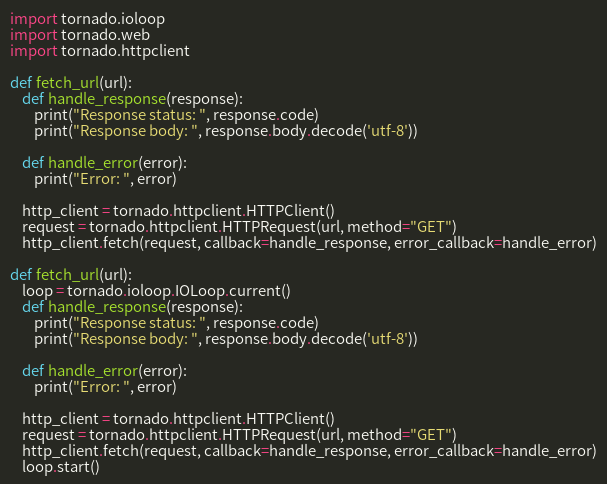 import tornado.ioloop
import tornado.web
import tornado.httpclient

def fetch_url(url):
    def handle_response(response):
        print("Response status: ", response.code)
        print("Response body: ", response.body.decode('utf-8'))

    def handle_error(error):
        print("Error: ", error)

    http_client = tornado.httpclient.HTTPClient()
    request = tornado.httpclient.HTTPRequest(url, method="GET")
    http_client.fetch(request, callback=handle_response, error_callback=handle_error)

def fetch_url(url):
    loop = tornado.ioloop.IOLoop.current()
    def handle_response(response):
        print("Response status: ", response.code)
        print("Response body: ", response.body.decode('utf-8'))

    def handle_error(error):
        print("Error: ", error)

    http_client = tornado.httpclient.HTTPClient()
    request = tornado.httpclient.HTTPRequest(url, method="GET")
    http_client.fetch(request, callback=handle_response, error_callback=handle_error)
    loop.start()